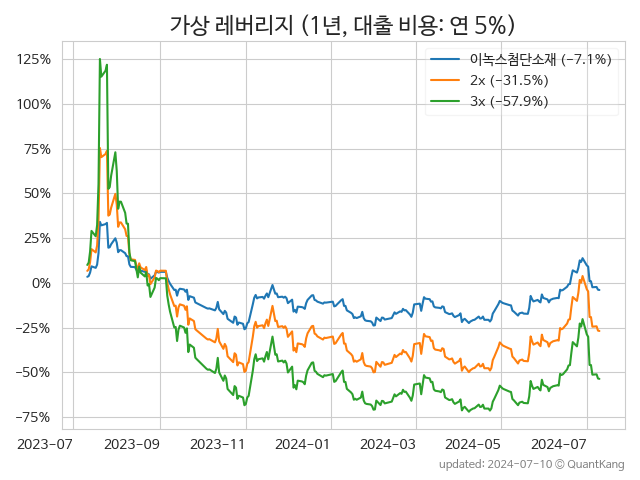 가상 레버리지 (1년, 대출 비용: 연 5%)
이녹스첨단소재 (−7.1%)
2x (−31.5%)
3x (−57.9%)
125%
100%
75%
50%
25%
0%
−25%
−50%
−75%
2023-07 2023-09 2023-11 2024-01 2024-03 2024-05 2024-07
updated: 2024-07-10 © QuantKang